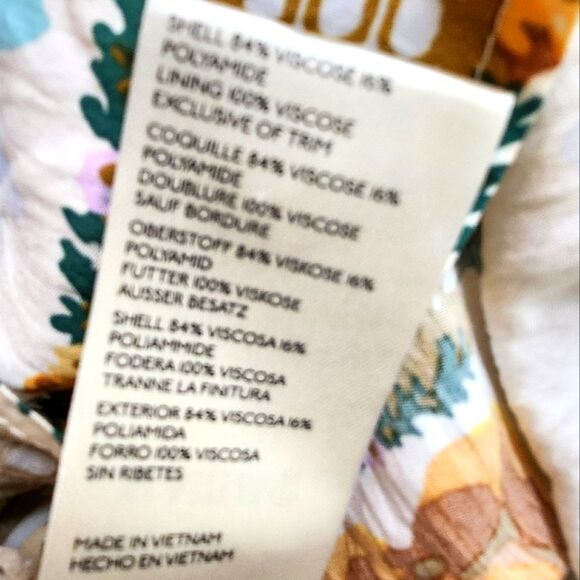 SHELL 84% VISCOSE 16%
POLYAMIDE
LINING 100% VISCOSE
EXCLUSIVE OF TRIM
COQUILLE 84% VISCOSE 16%
POLYAMIDE
DOUBLURE 100% VISCOSE
SAUF BORDURE
OBERSTOFF 84% VISKOSE 16%
POLYAMID
FUTTER 100% VISKOSE
AUSSER BESATZ
SHELL 84% VISCOSA 16%
POLIAMMIDE
FODERA 100% VISCOSA
TRANNE LA FINITURA
EXTERIOR 84% VISCOSA 16%
POLIAMIDA
FORRO 100% VISCOSA
SIN RIBETES
MADE IN VIETNAM
HECHO EN VIETNAM